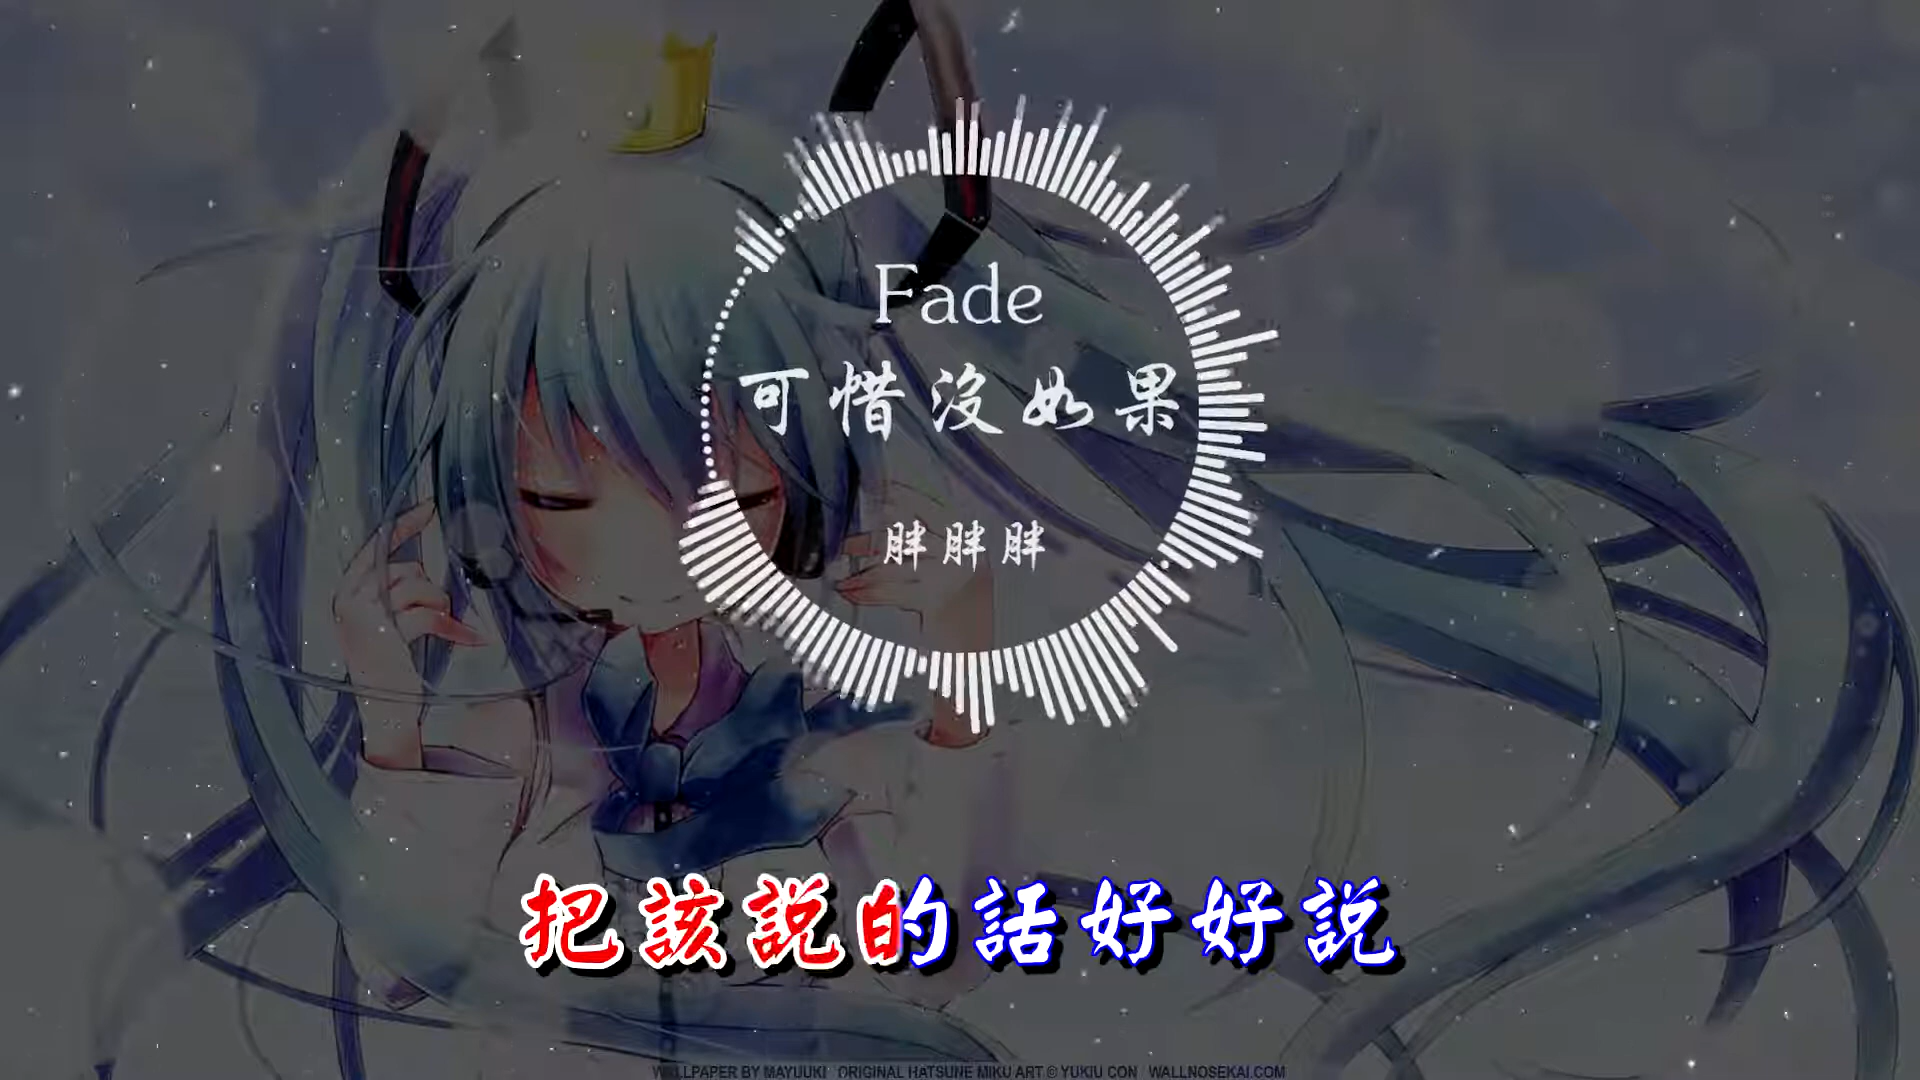 Fade
可惜沒如果
胖胖胖
把該說的話好好說
WALLPAPER BY MAYUUKI ORIGINAL HATSUNE MIKU ART © YUKIU CON WALLNOSEKAI.COM